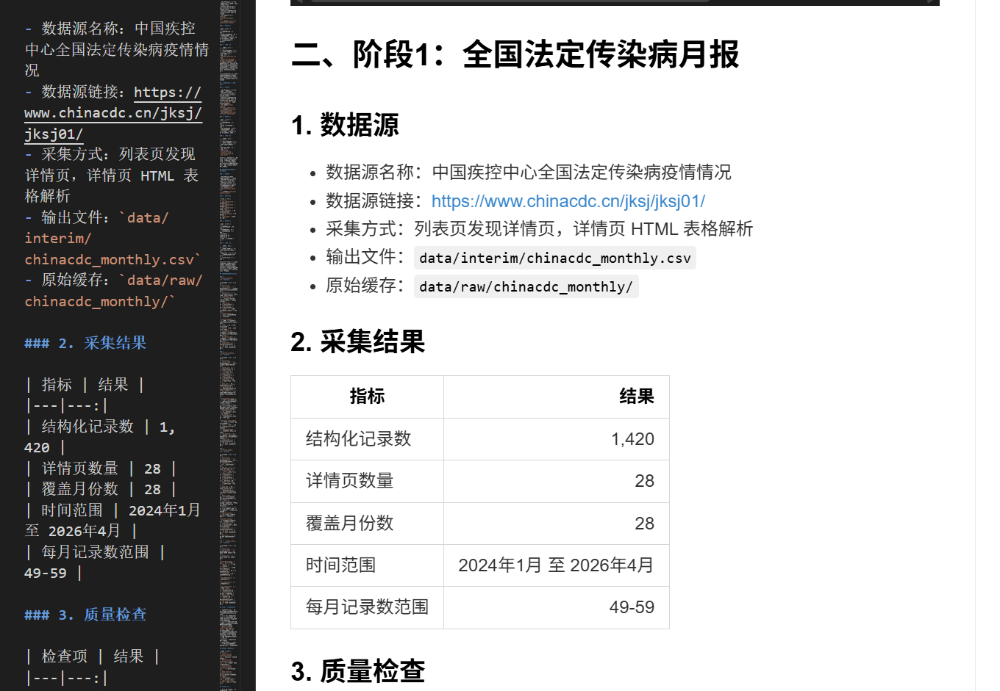 - 数据源名称：中国疾控
中心全国法定传染病疫情情
况
- 数据源链接：https://
www.chinacdc.cn/jksj/
jksj01/
- 采集方式：列表页发现
详情页，详情页 HTML 表
格解析
- 输出文件：`data/
interim/
chinacdc_monthly.csv`
- 原始缓存：`data/raw/
chinacdc_monthly/`
### 2. 采集结果
| 指标 | 结果 |
|---|---:|
| 结构化记录数 | 1,
420 |
| 详情页数量 | 28 |
| 覆盖月份数 | 28 |
| 时间范围 | 2024年1月
至 2026年4月 |
| 每月记录数范围 |
49-59 |
### 3. 质量检查
| 检查项 | 结果 |
|---|---:|
二、阶段1：全国法定传染病月报
1. 数据源
• 数据源名称：中国疾控中心全国法定传染病疫情情况
• 数据源链接：https://www.chinacdc.cn/jksj/jksj01/
• 采集方式：列表页发现详情页，详情页 HTML 表格解析
• 输出文件：data/interim/chinacdc_monthly.csv
• 原始缓存：data/raw/chinacdc_monthly/
2. 采集结果
指标 结果
结构化记录数 1,420
详情页数量 28
覆盖月份数 28
时间范围 2024年1月 至 2026年4月
每月记录数范围 49-59
3. 质量检查